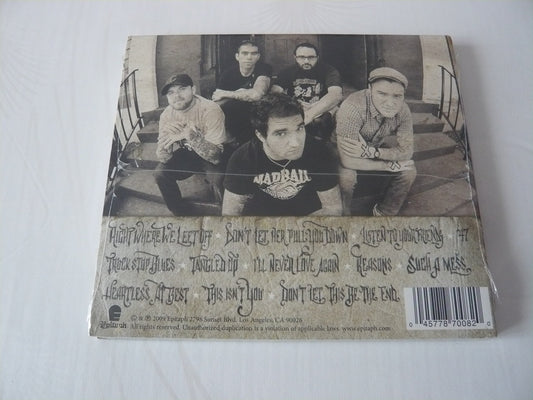 MADBALL
Right Where We Left Off * Don't Let Her Pull You Down * Listen to Your Friends * 747
Truck Stop Blues * Tangled Up * I'll Never Love Again * Reasons * Such A Mess
Heartless At Best * This Isn't You * Don't Let This Be The End
Epitaph
© & ℗ 2009 Epitaph 2798 Sunset Blvd. Los Angeles, CA 90026
All rights reserved. Unauthorized duplication is a violation of applicable laws. www.epitaph.com
0 45778 70082 0